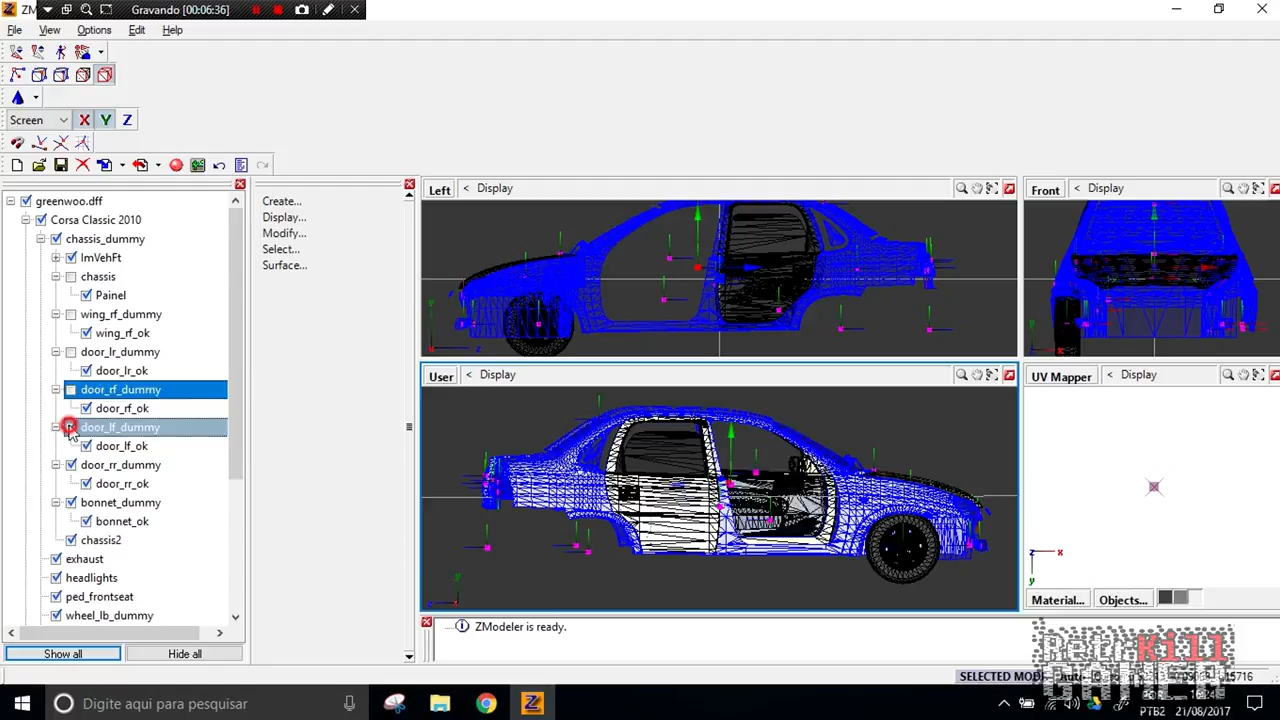 ZM
Gravando [00:06:36]
File View Options Edit Help
Screen X Y Z
greenwoo.dff
Corsa Classic 2010
chassis_dummy
ImVehFt
chassis
Painel
wing_rf_dummy
wing_rf_ok
door_lr_dummy
door_lr_ok
door_rf_dummy
door_rf_ok
door_lf_dummy
door_lf_ok
door_rr_dummy
door_rr_ok
bonnet_dummy
bonnet_ok
chassis2
exhaust
headlights
ped_frontseat
wheel_lb_dummy
Show all Hide all
Create...
Display...
Modify...
Select...
Surface...
Left < Display
Front < Display
User < Display
UV Mapper < Display
Material... Objects...
ZModeler is ready.
SELECTED MODE Auto
Digite aqui para pesquisar
PTB2 21/08/2017